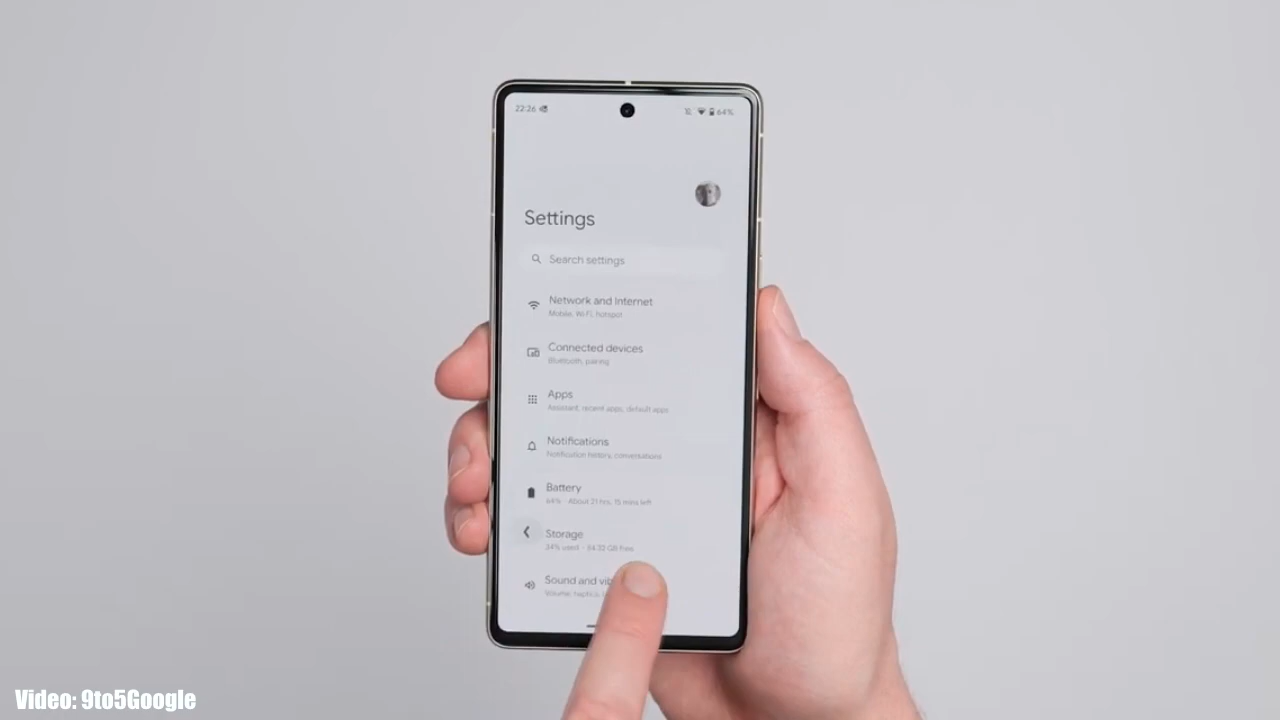 22:26
64%
Settings
Search settings
Network and Internet
Mobile, Wi-Fi, hotspot
Connected devices
Bluetooth, pairing
Apps
Assistant, recent apps, default apps
Notifications
Notification history, conversations
Battery
64% - About 21 hrs, 15 mins left
Storage
34% used - 84.32 GB free
Sound and vib
Volume, haptics,
Video: 9to5Google